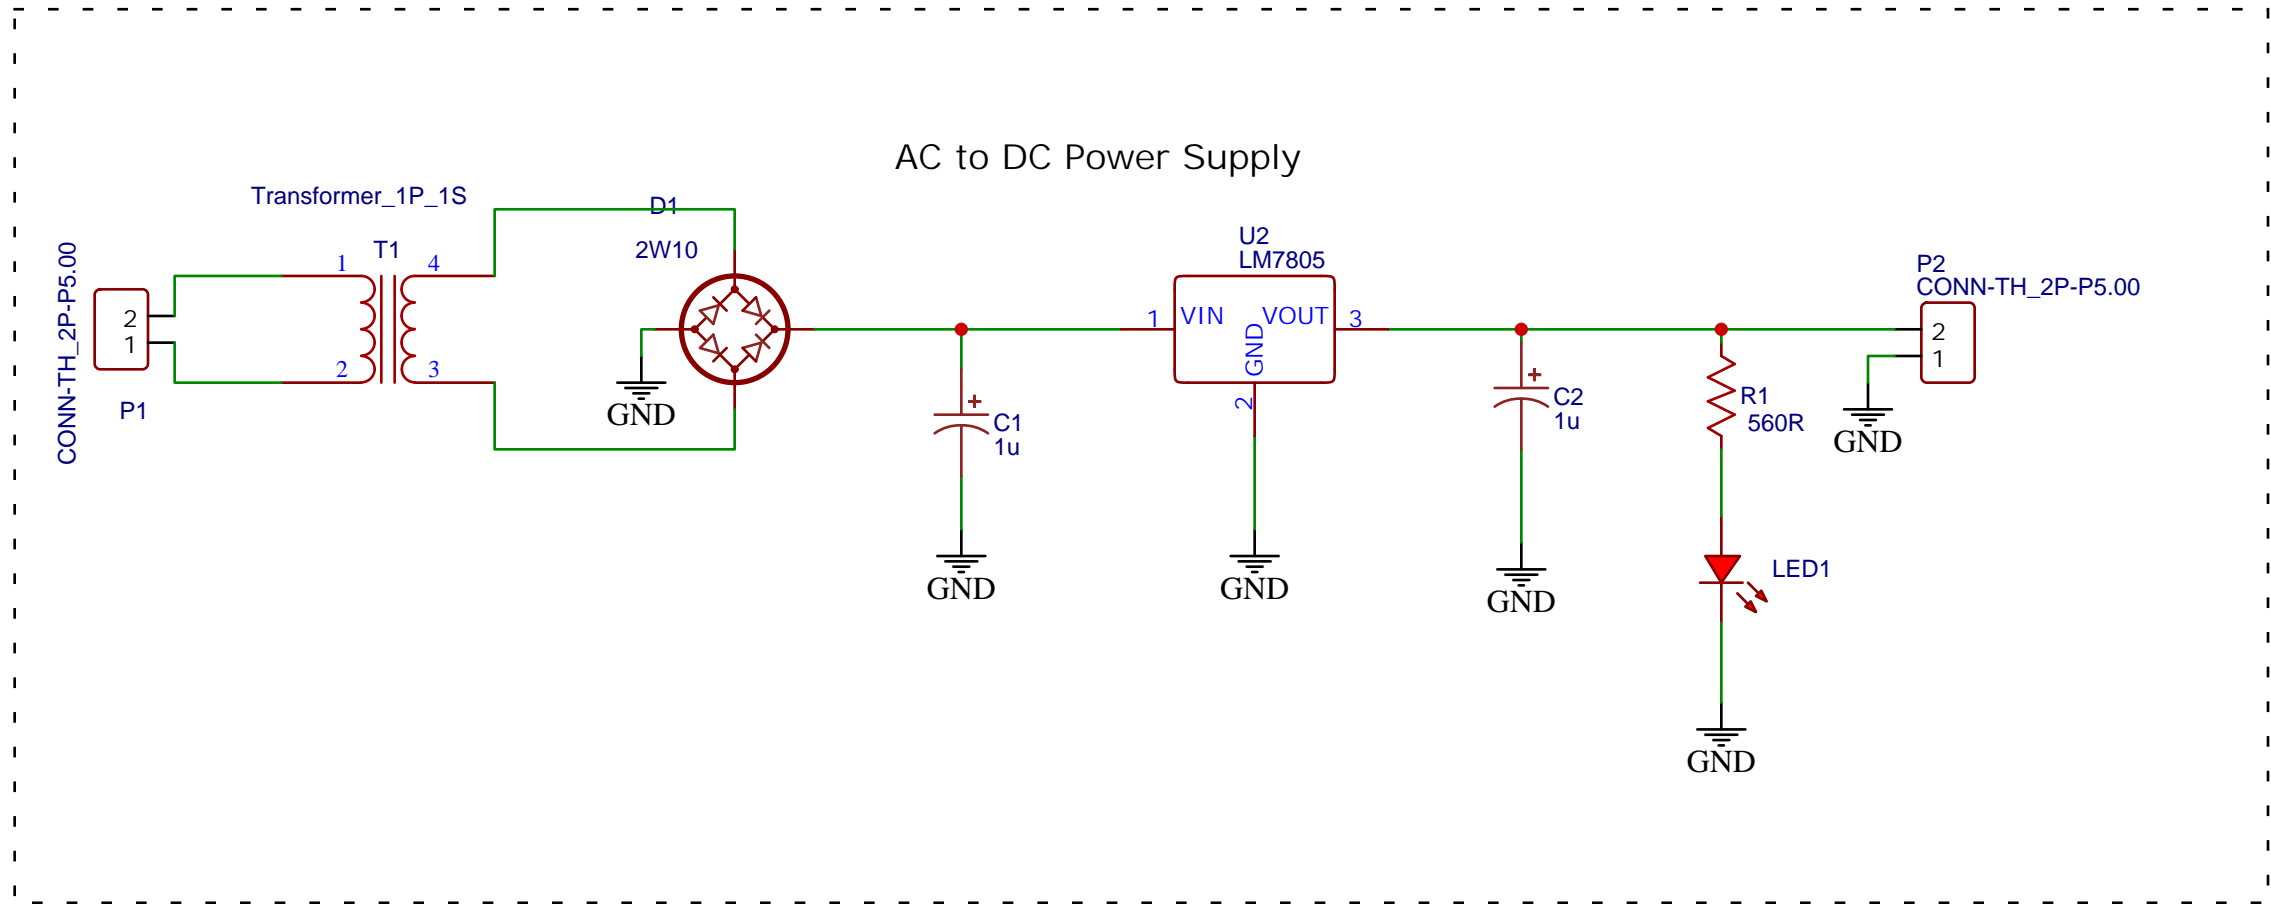 AC to DC Power Supply
Transformer_1P_1S
T1
1
4
2
3
CONN-TH_2P-P5.00
2
1
P1
D1
2W10
GND
C1
1u
GND
U2
LM7805
1
VIN
VOUT
3
GND
2
GND
C2
1u
GND
R1
560R
LED1
GND
P2
CONN-TH_2P-P5.00
2
1
GND